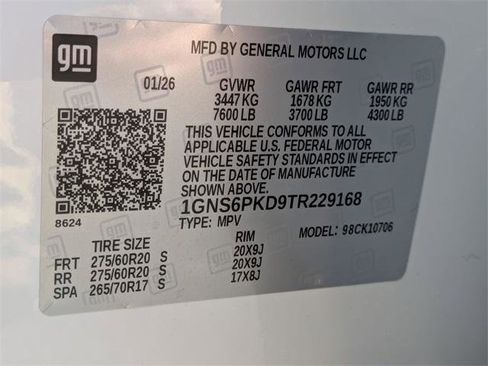 gm
MFD BY GENERAL MOTORS LLC
01/26 GVWR GAWR FRT GAWR RR
3447 KG 1678 KG 1950 KG
7600 LB 3700 LB 4300 LB
THIS VEHICLE CONFORMS TO ALL
APPLICABLE U.S. FEDERAL MOTOR
VEHICLE SAFETY STANDARDS IN EFFECT
ON THE DATE OF MANUFACTURE
SHOWN ABOVE.
8624
1GNS6PKD9TR229168
TYPE: MPV MODEL: 98CK10706
TIRE SIZE RIM
FRT 275/60R20 S 20X9J
RR 275/60R20 S 20X9J
SPA 265/70R17 S 17X8J